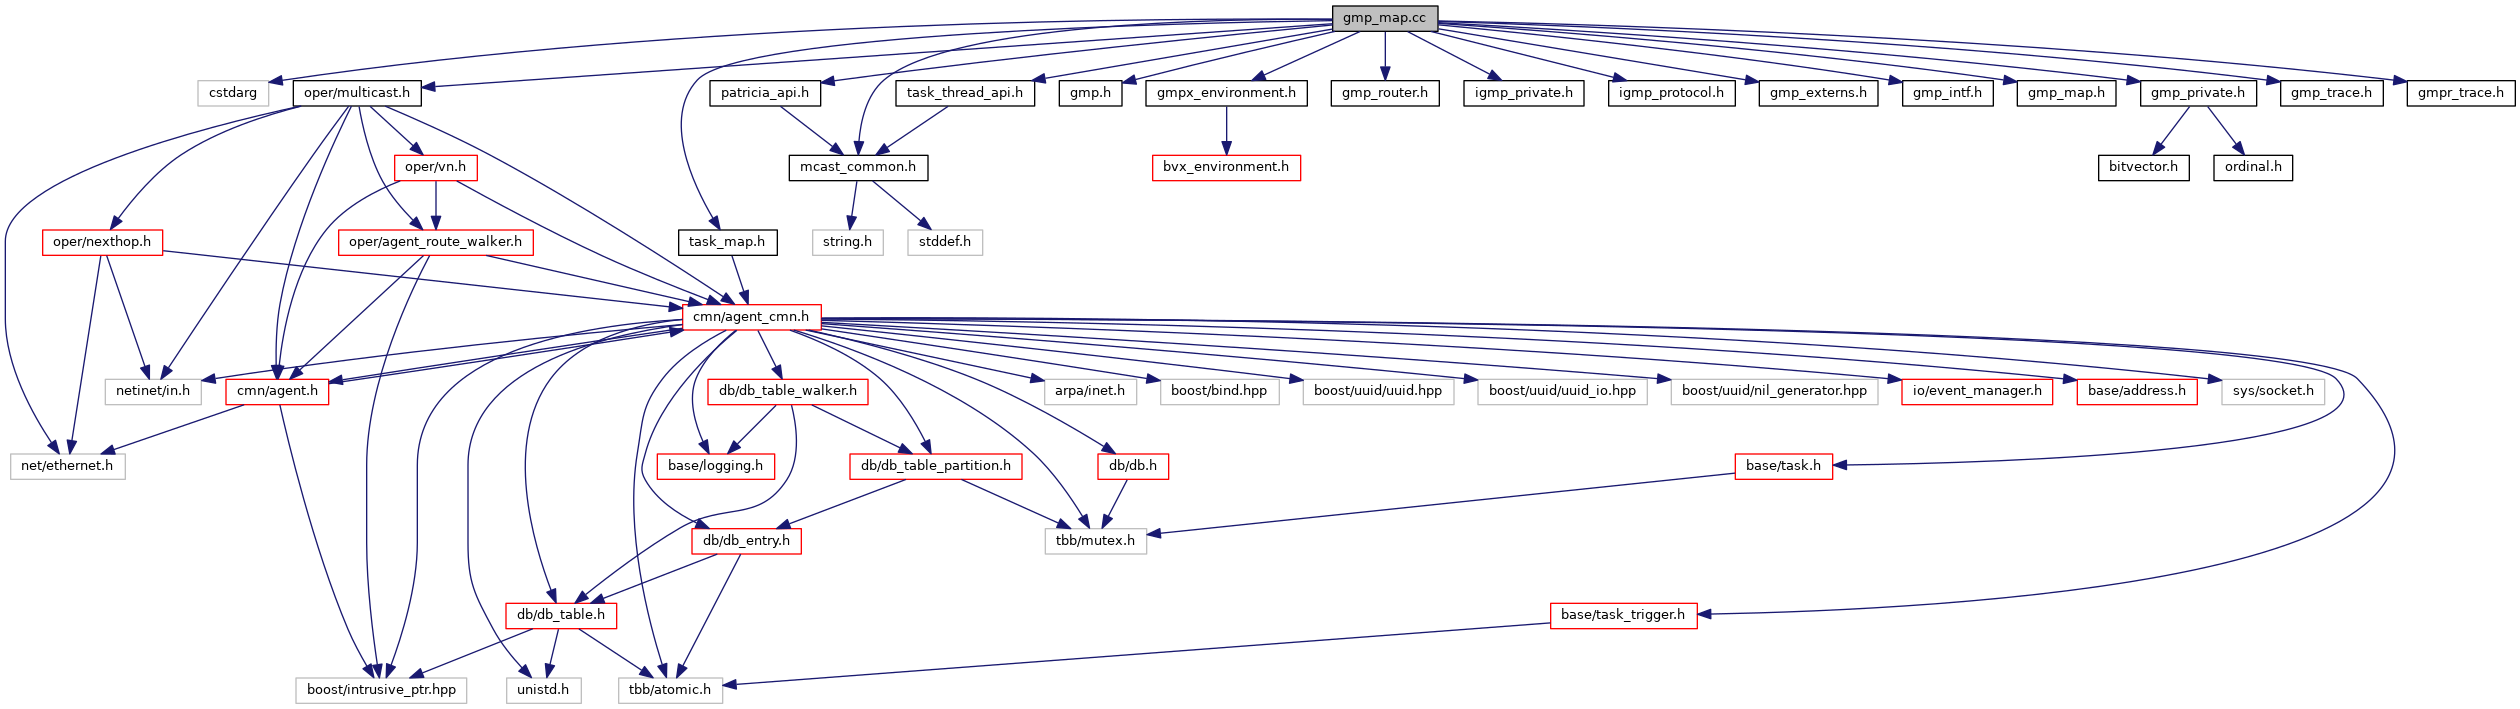 gmp_map.cc
cstdarg
oper/multicast.h
patricia_api.h
task_thread_api.h
gmp.h
gmpx_environment.h
gmp_router.h
igmp_private.h
igmp_protocol.h
gmp_externs.h
gmp_intf.h
gmp_map.h
gmp_private.h
gmp_trace.h
gmpr_trace.h
oper/vn.h
mcast_common.h
bvx_environment.h
bitvector.h
ordinal.h
oper/nexthop.h
oper/agent_route_walker.h
task_map.h
string.h
stddef.h
cmn/agent_cmn.h
netinet/in.h
cmn/agent.h
db/db_table_walker.h
arpa/inet.h
boost/bind.hpp
boost/uuid/uuid.hpp
boost/uuid/uuid_io.hpp
boost/uuid/nil_generator.hpp
io/event_manager.h
base/address.h
sys/socket.h
net/ethernet.h
base/logging.h
db/db_table_partition.h
db/db.h
base/task.h
db/db_entry.h
tbb/mutex.h
db/db_table.h
base/task_trigger.h
boost/intrusive_ptr.hpp
unistd.h
tbb/atomic.h